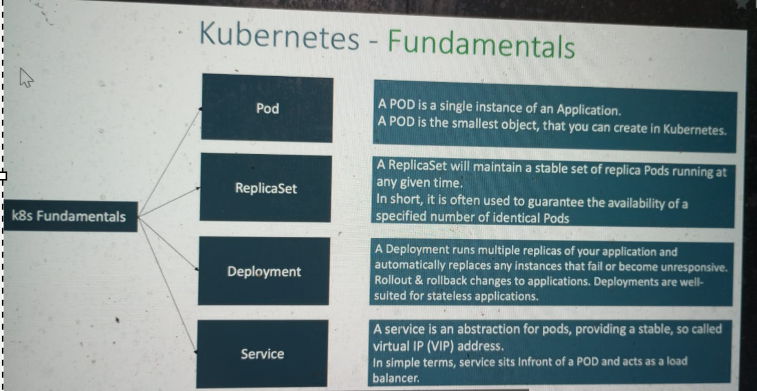 Kubernetes - Fundamentals
k8s Fundamentals
Pod
A POD is a single instance of an Application.
A POD is the smallest object, that you can create in Kubernetes.
ReplicaSet
A ReplicaSet will maintain a stable set of replica Pods running at
any given time.
In short, it is often used to guarantee the availability of a
specified number of identical Pods
Deployment
A Deployment runs multiple replicas of your application and
automatically replaces any instances that fail or become unresponsive.
Rollout & rollback changes to applications. Deployments are well-
suited for stateless applications.
Service
A service is an abstraction for pods, providing a stable, so called
virtual IP (VIP) address.
In simple terms, service sits Infront of a POD and acts as a load
balancer.